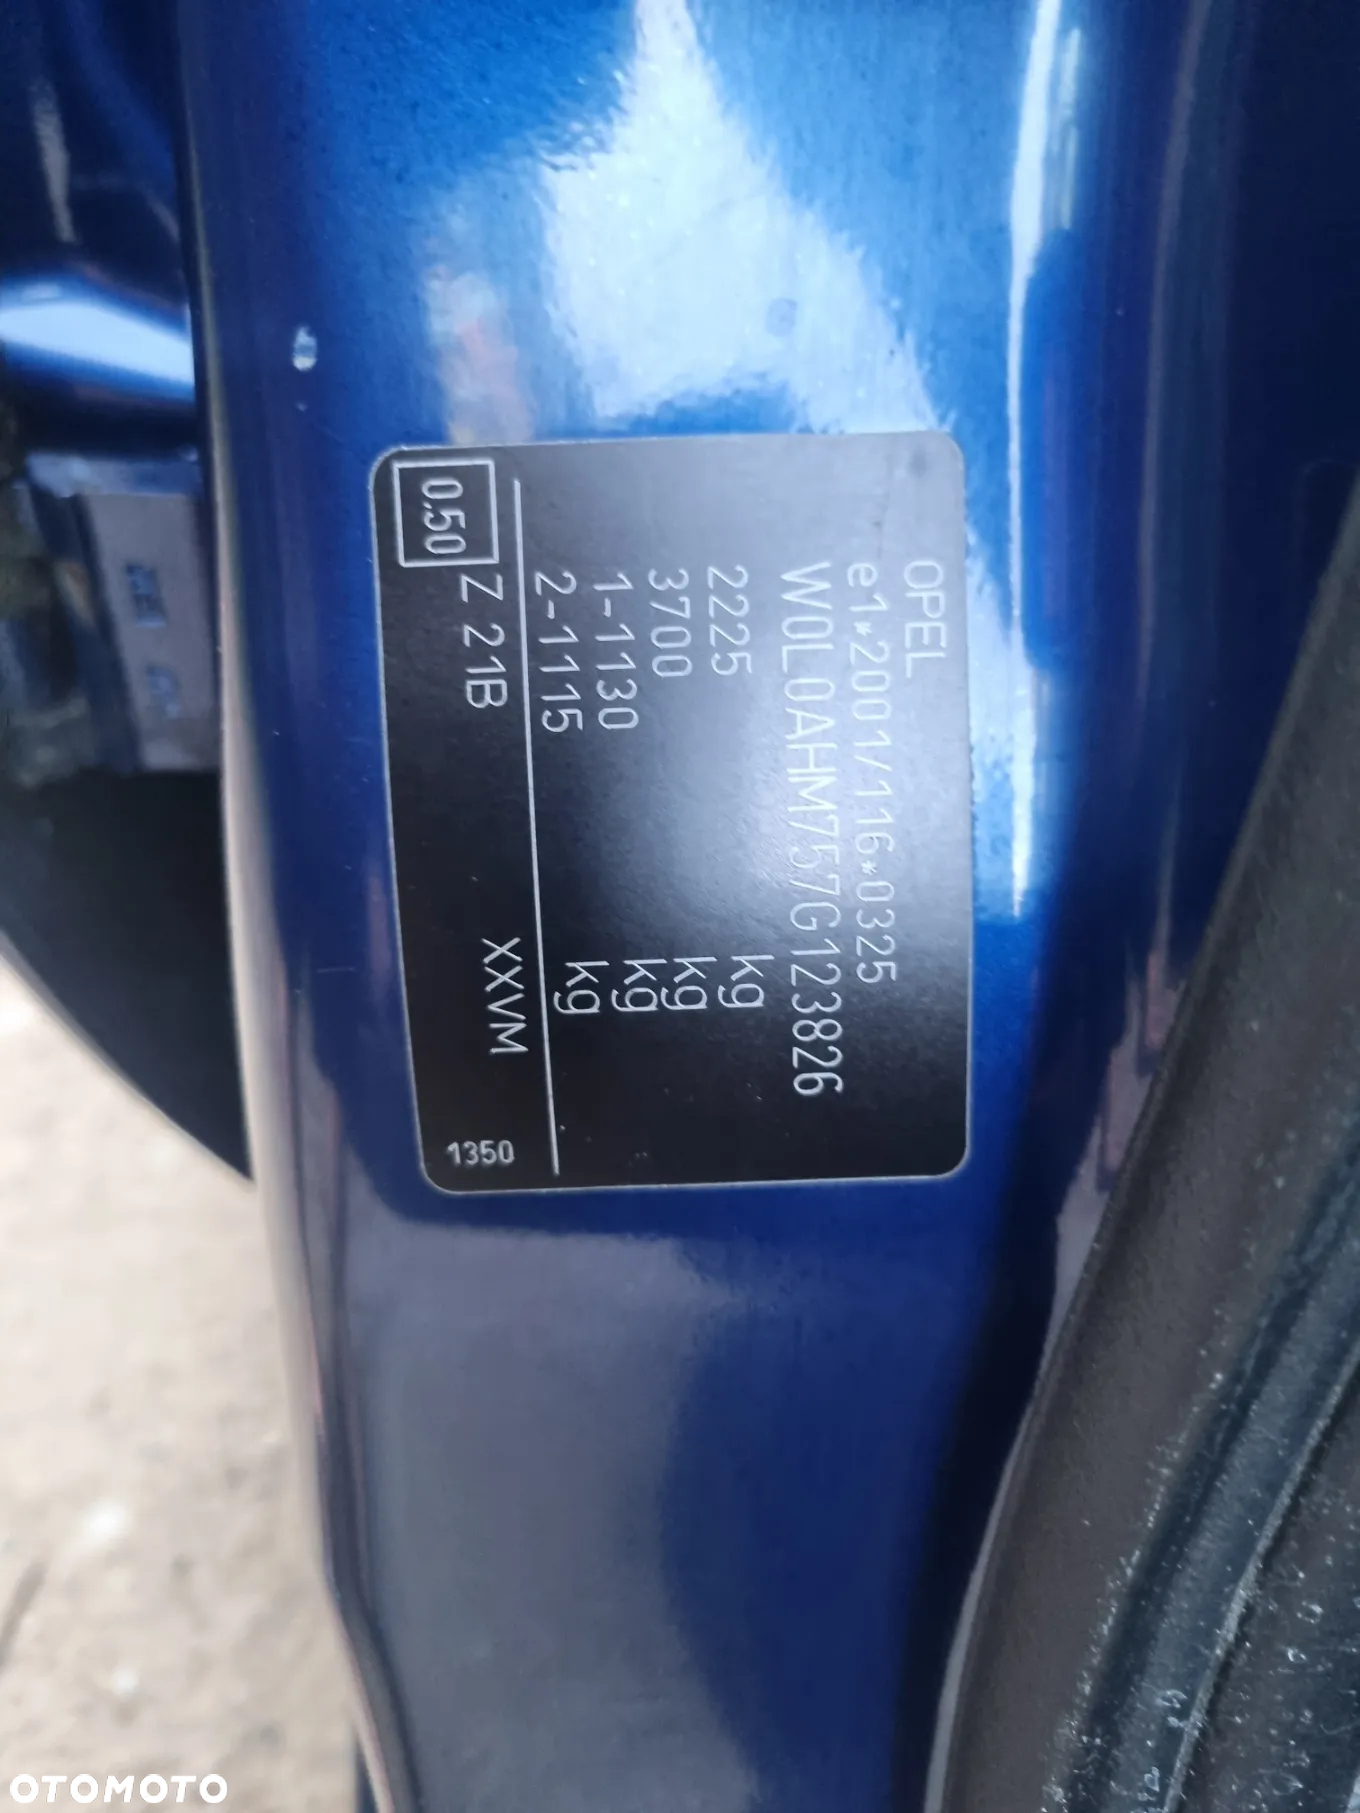 OPEL
e1*2001/116*0325
W0L0AHM757G123826
2225 kg
3700 kg
1-1130 kg
2-1115 kg
0.50 Z 21B XXVM 1350
OTOMOTO